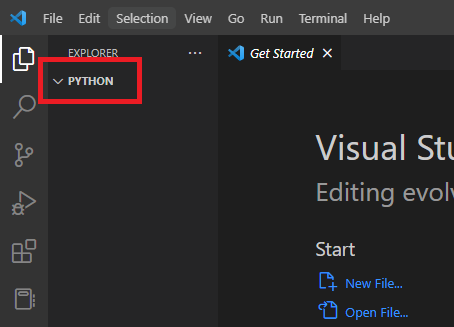 File Edit Selection View Go Run Terminal Help
EXPLORER
PYTHON
Get Started
Visual Stu
Editing evolv
Start
New File...
Open File...